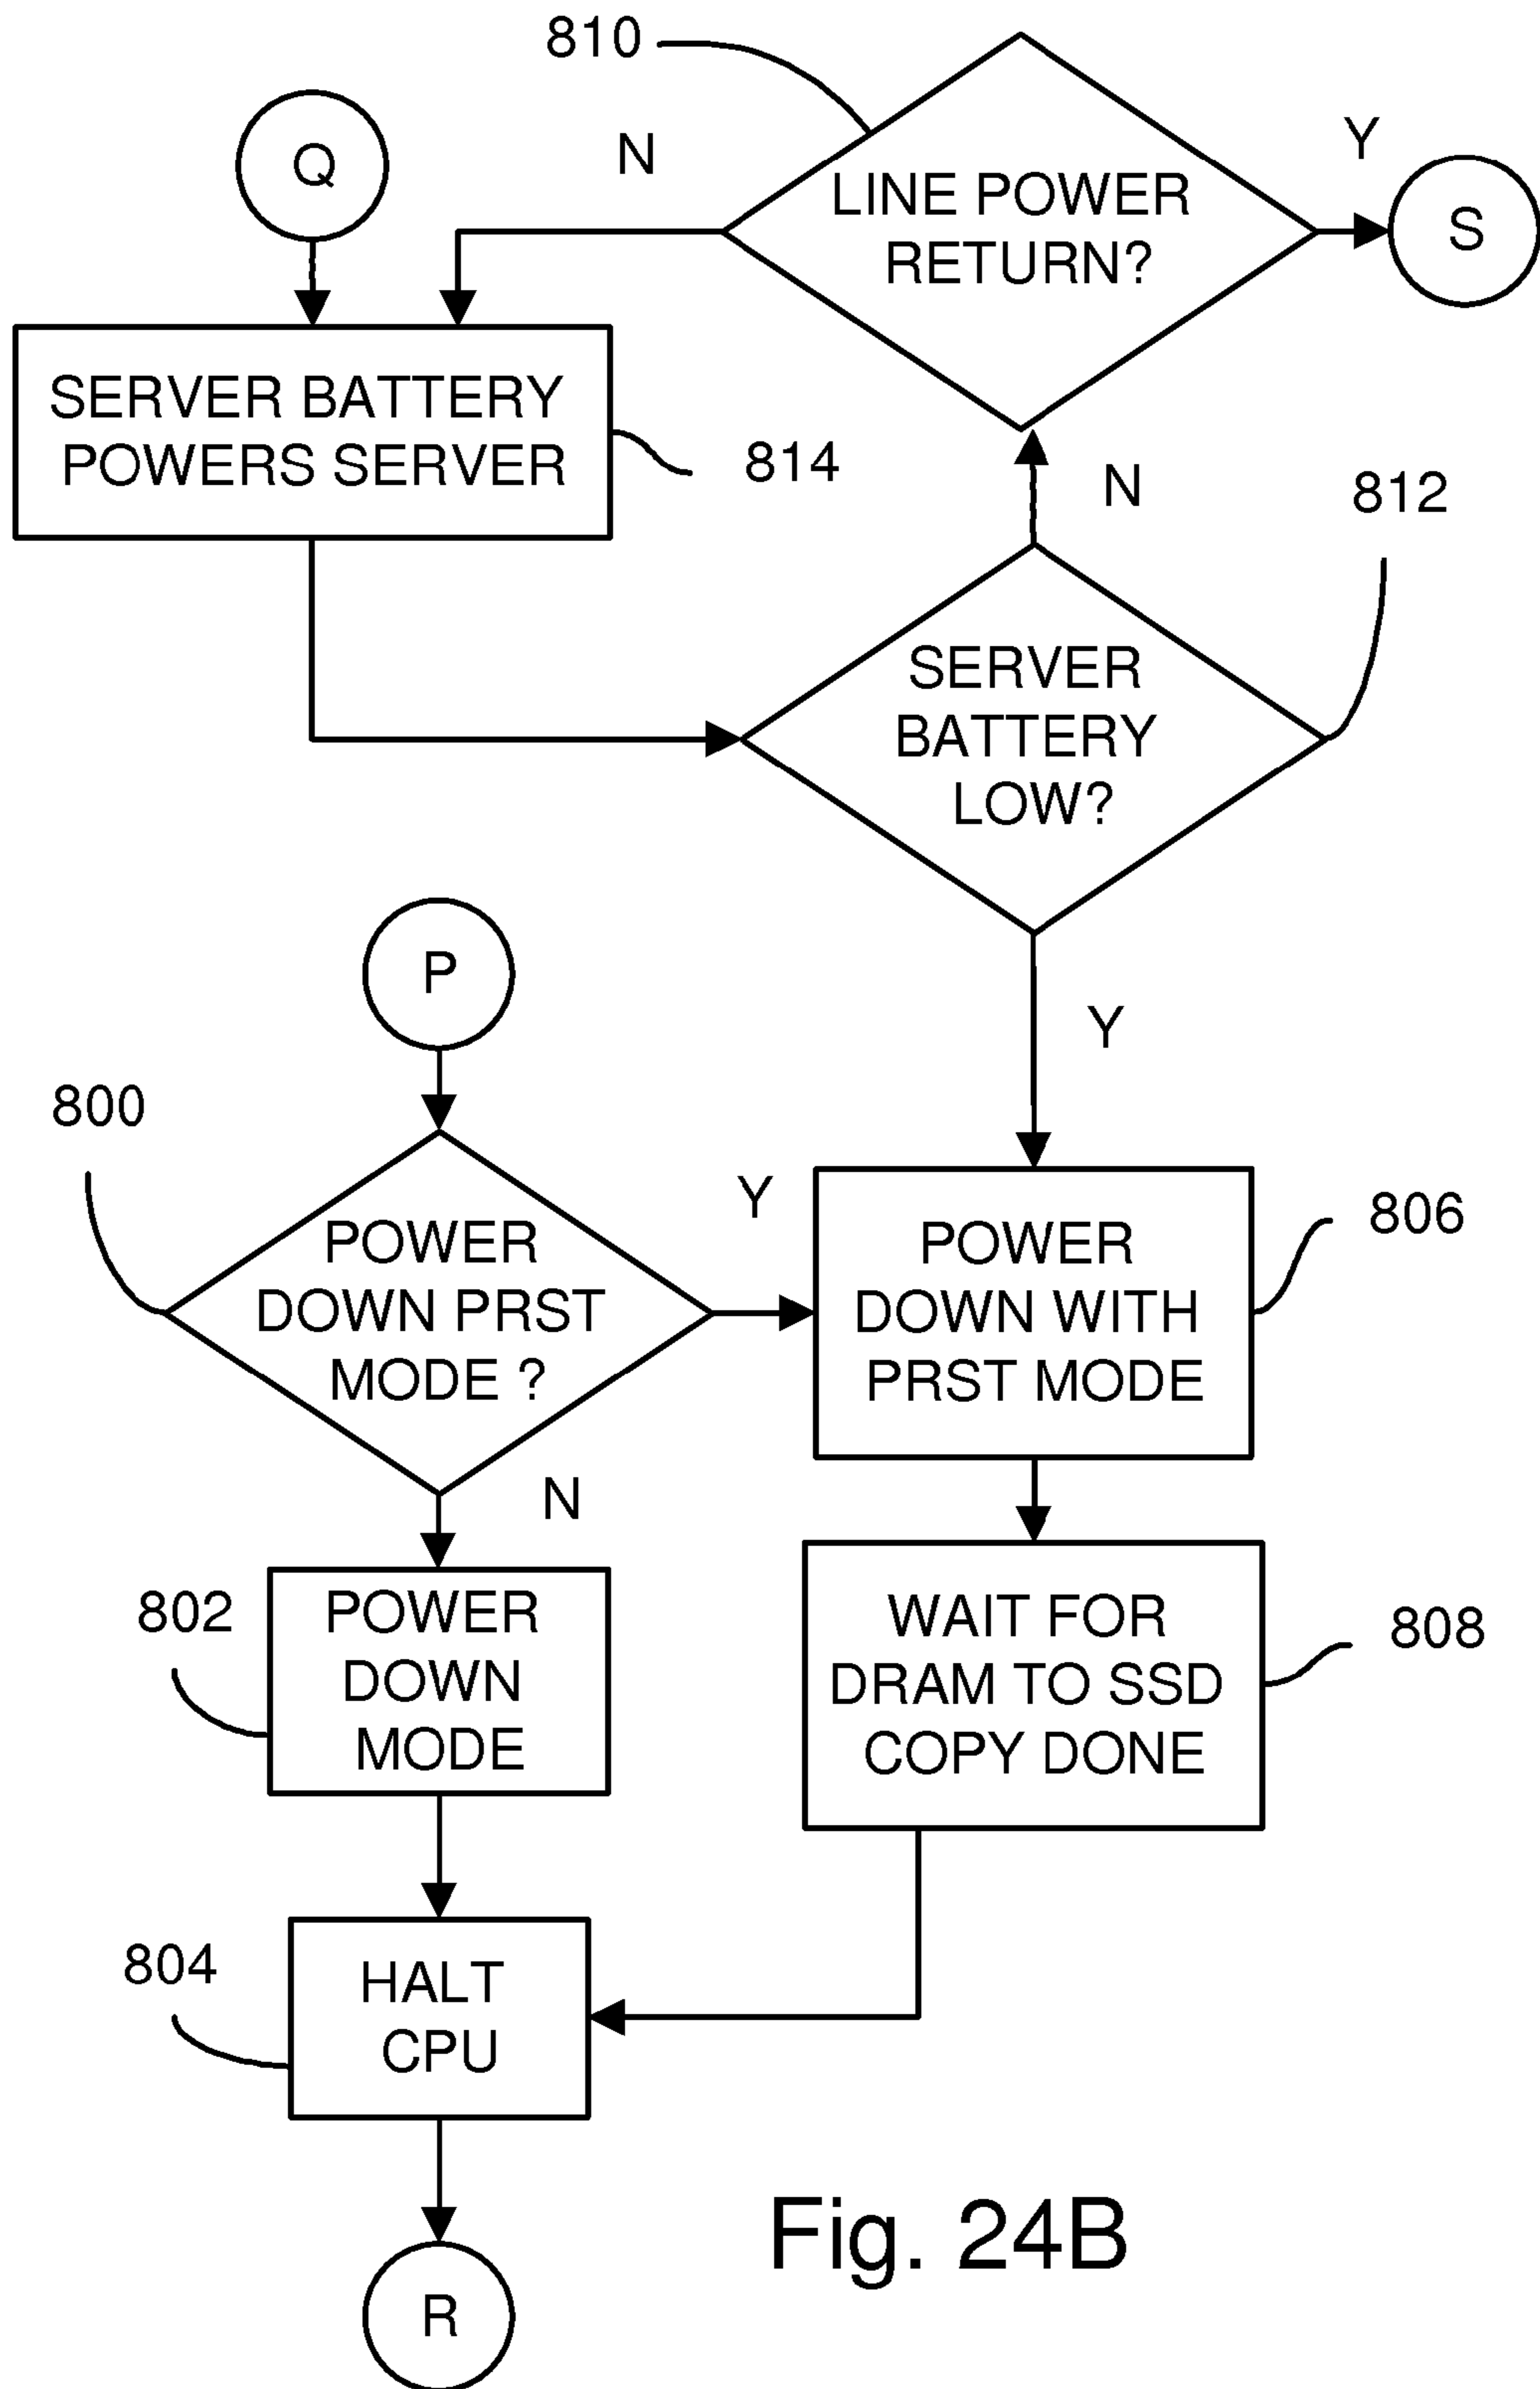 810
Q
N
Y
LINE POWER
RETURN?
S
SERVER BATTERY
POWERS SERVER
814
N
812
SERVER
BATTERY
LOW?
P
Y
800
Y
POWER
DOWN PRST
MODE ?
POWER
DOWN WITH
PRST MODE
806
N
802
POWER
DOWN
MODE
WAIT FOR
DRAM TO SSD
COPY DONE
808
804
HALT
CPU
R
Fig. 24B